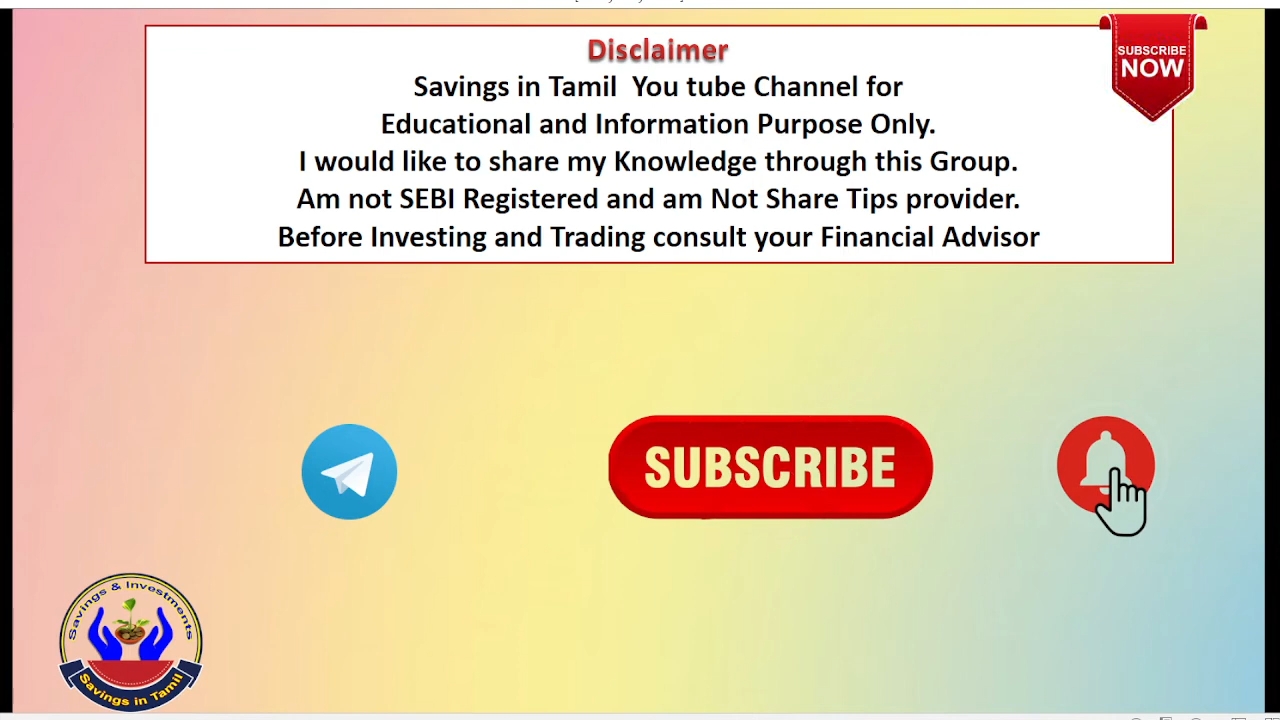 Disclaimer
SUBSCRIBE
NOW
Savings in Tamil  You tube Channel for
Educational and Information Purpose Only.
I would like to share my Knowledge through this Group.
Am not SEBI Registered and am Not Share Tips provider.
Before Investing and Trading consult your Financial Advisor
SUBSCRIBE
Savings & Investments
Savings in Tamil